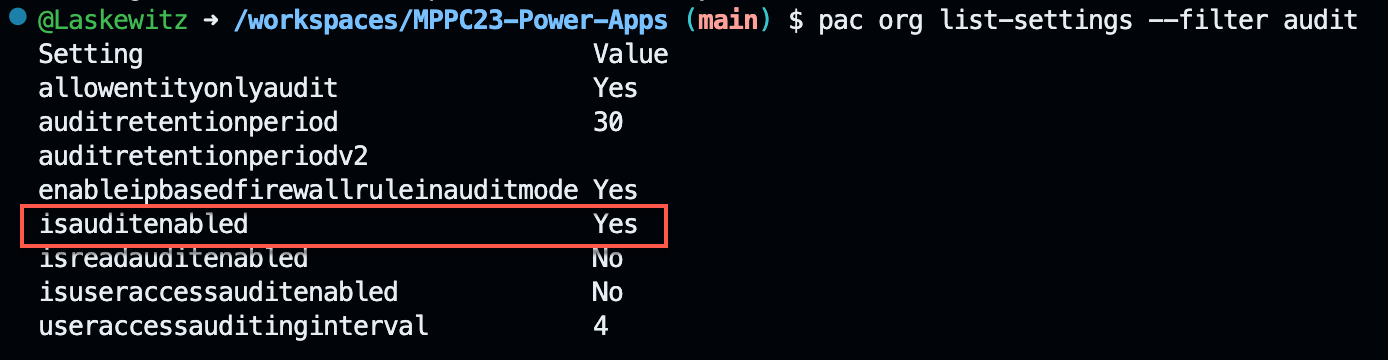 @Laskewitz ➜ /workspaces/MPPC23-Power-Apps (main) $ pac org list-settings --filter audit
Setting Value
allowentityonlyaudit Yes
auditretentionperiod 30
auditretentionperiodv2
enableipbasedfirewallruleinauditmode Yes
isauditenabled Yes
isreadauditenabled No
isuseraccessauditenabled No
useraccessauditinginterval 4